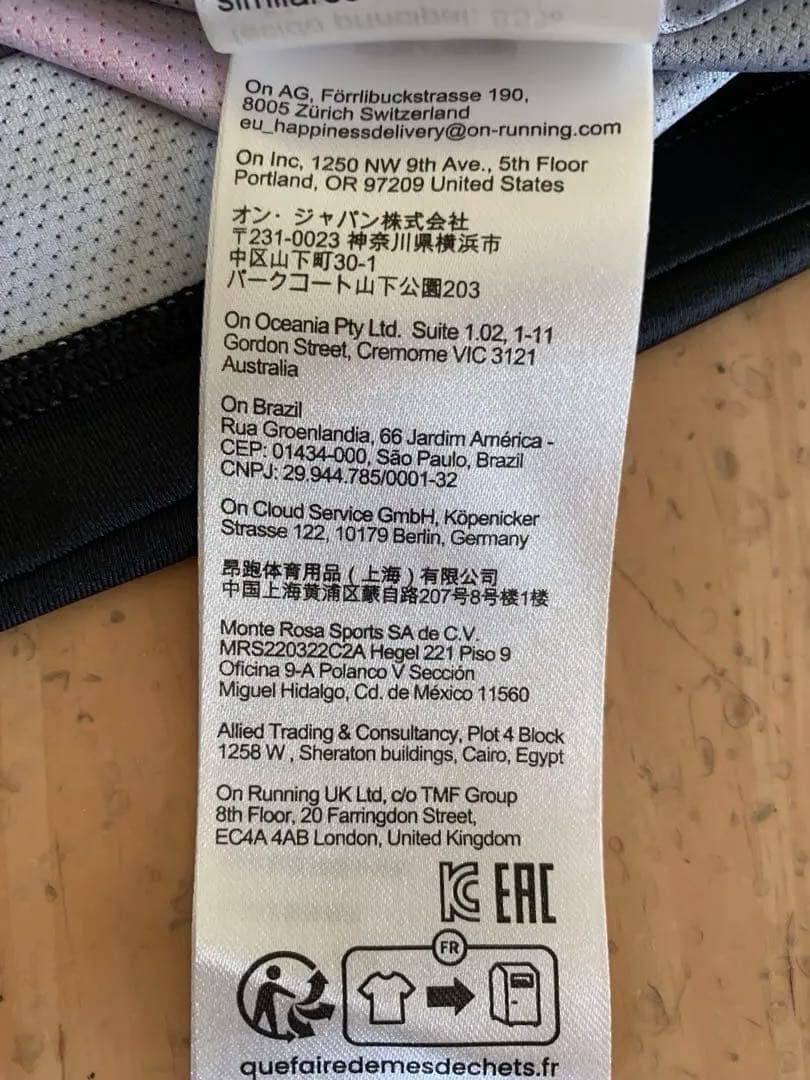 On AG, Förrlibuckstrasse 190,
8005 Zürich Switzerland
eu_happinessdelivery@on-running.com
On Inc, 1250 NW 9th Ave., 5th Floor
Portland, OR 97209 United States
オン・ジャパン株式会社
〒231-0023 神奈川県横浜市
中区山下町30-1
パークコート山下公園203
On Oceania Pty Ltd. Suite 1.02, 1-11
Gordon Street, Cremorne VIC 3121
Australia
On Brazil
Rua Groenlandia, 66 Jardim América -
CEP: 01434-000, São Paulo, Brazil
CNPJ: 29.944.785/0001-32
On Cloud Service GmbH, Köpenicker
Strasse 122, 10179 Berlin, Germany
昂跑体育用品（上海）有限公司
中国上海黄浦区蒙自路207号8号楼1楼
Monte Rosa Sports SA de C.V.
MRS220322C2A Hegel 221 Piso 9
Oficina 9-A Polanco V Sección
Miguel Hidalgo, Cd. de México 11560
Allied Trading & Consultancy, Plot 4 Block
1258 W , Sheraton buildings, Cairo, Egypt
On Running UK Ltd, c/o TMF Group
8th Floor, 20 Farringdon Street,
EC4A 4AB London, United Kingdom
EAC
FR
quefairedemesdechets.fr